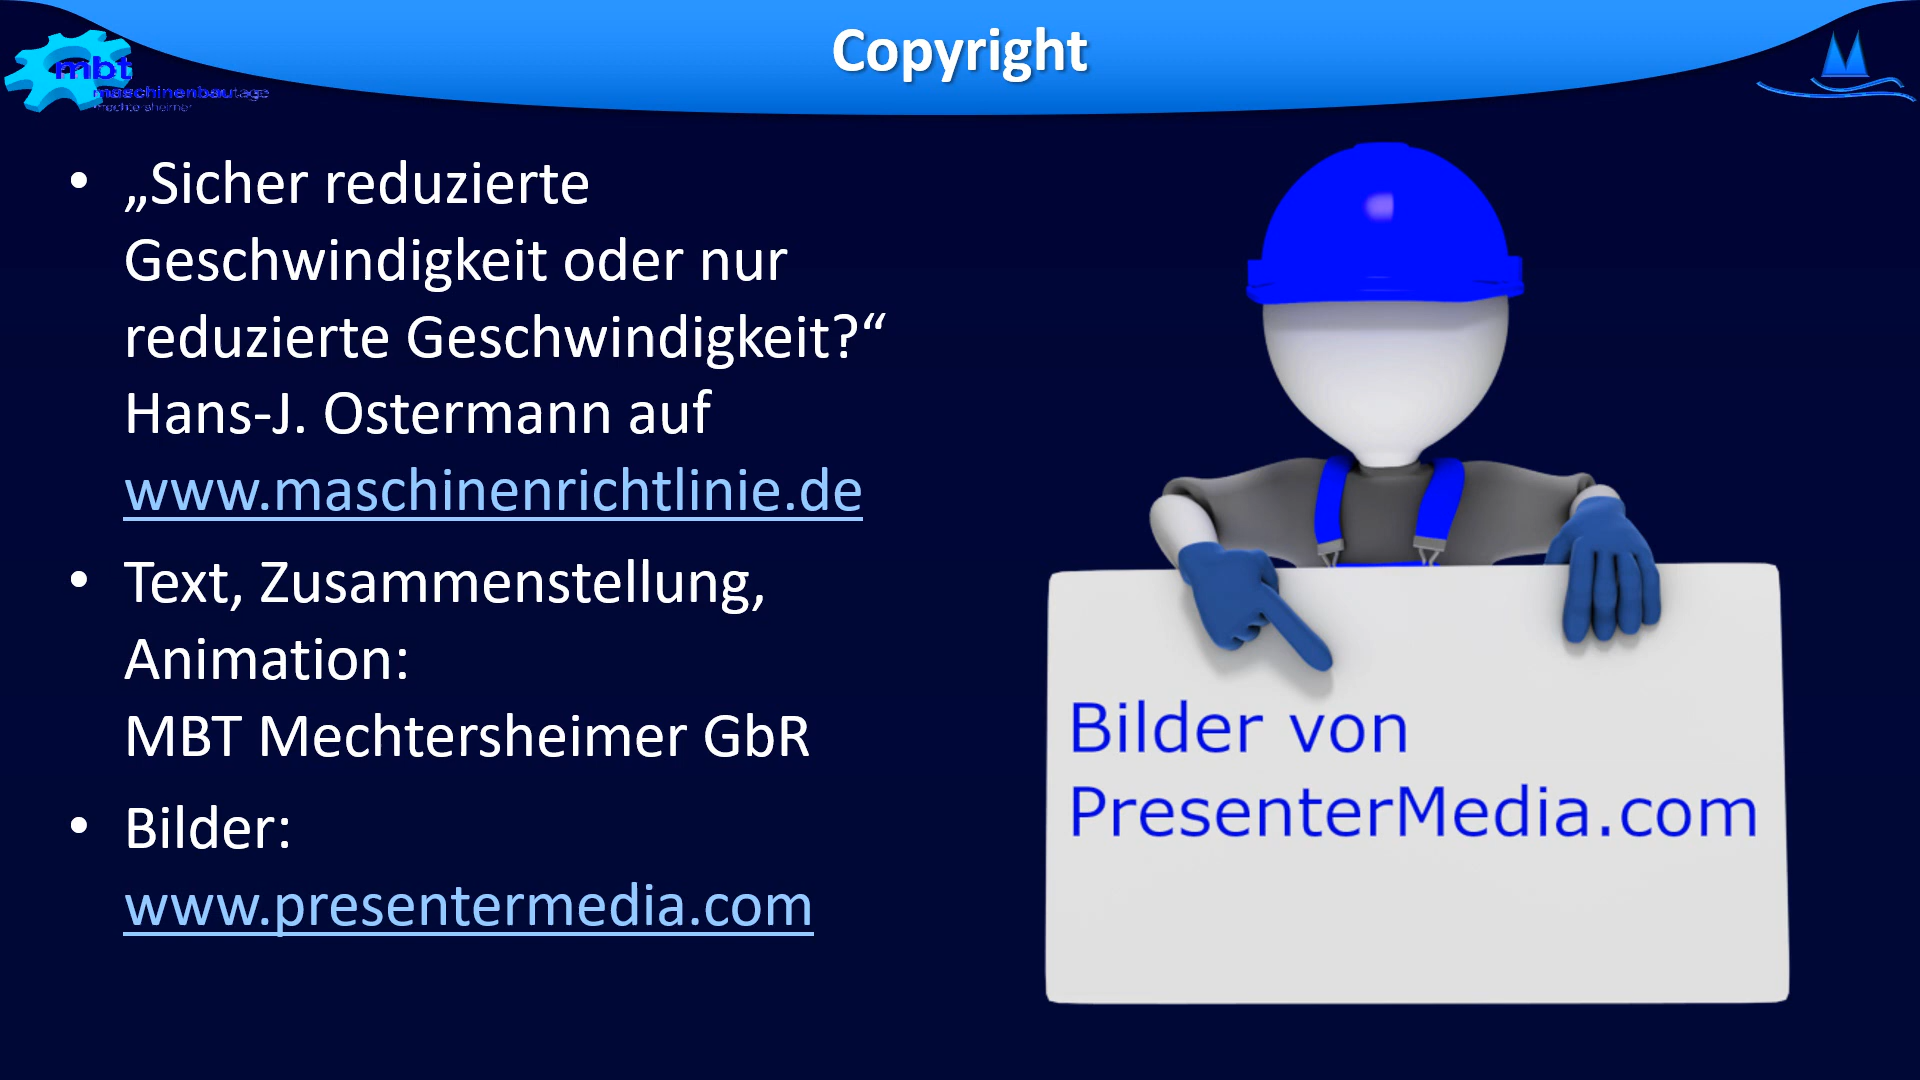 Copyright
mbt
maschinenbautage
mechtersheimer
• „Sicher reduzierte
Geschwindigkeit oder nur
reduzierte Geschwindigkeit?“
Hans-J. Ostermann auf
www.maschinenrichtlinie.de
• Text, Zusammenstellung,
Animation:
MBT Mechtersheimer GbR
• Bilder:
www.presentermedia.com
Bilder von
PresenterMedia.com